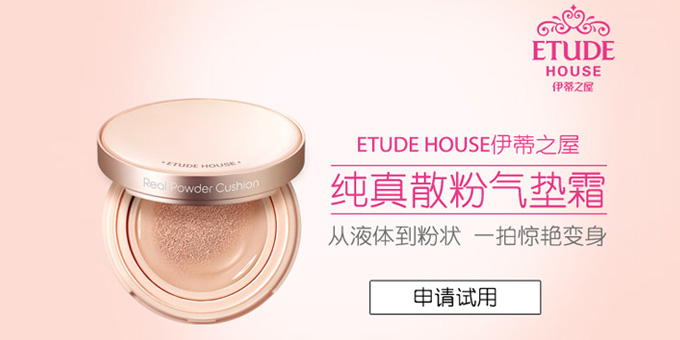 ETUDE
HOUSE
伊蒂之屋
ETUDE HOUSE伊蒂之屋
纯真散粉气垫霜
从液体到粉状 一拍惊艳变身
申请试用
• ETUDE HOUSE •
Real Powder Cushion